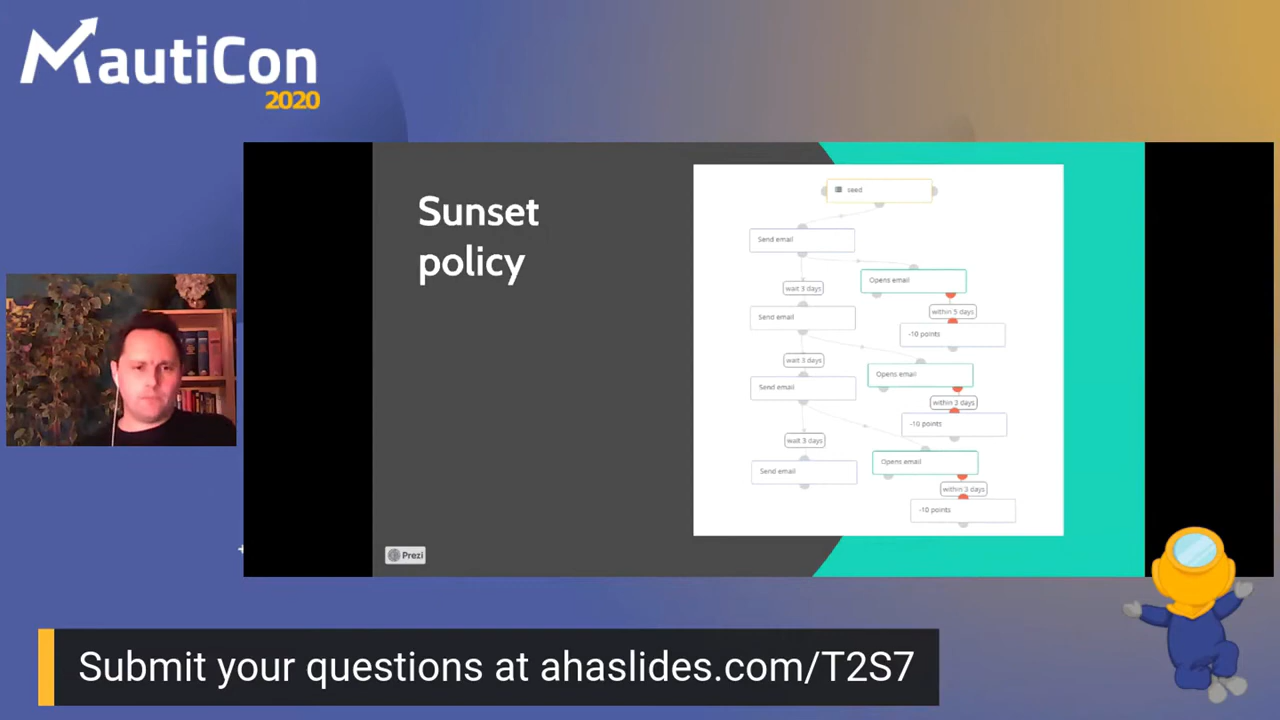 MautiCon
2020
Sunset
policy
seed
Send email
Opens email
wait 3 days
within 5 days
Send email
-10 points
wait 3 days
Opens email
Send email
within 3 days
-10 points
wait 3 days
Opens email
Send email
within 3 days
-10 points
Prezi
Submit your questions at ahaslides.com/T2S7